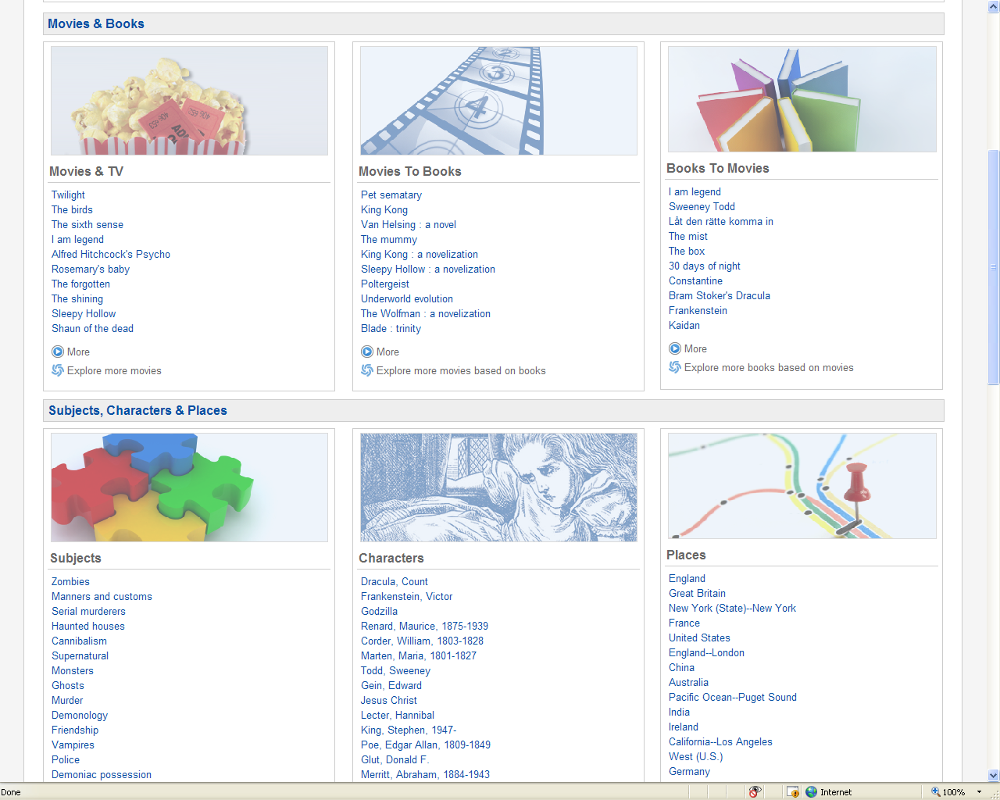 Movies & Books
Movies & TV
Twilight
The birds
The sixth sense
I am legend
Alfred Hitchcock's Psycho
Rosemary's baby
The forgotten
The shining
Sleepy Hollow
Shaun of the dead
More
Explore more movies
2
3
4
Movies To Books
Pet sematary
King Kong
Van Helsing : a novel
The mummy
King Kong : a novelization
Sleepy Hollow : a novelization
Poltergeist
Underworld evolution
The Wolfman : a novelization
Blade : trinity
More
Explore more movies based on books
Books To Movies
I am legend
Sweeney Todd
Låt den rätte komma in
The mist
The box
30 days of night
Constantine
Bram Stoker's Dracula
Frankenstein
Kaidan
More
Explore more books based on movies
Subjects, Characters & Places
Subjects
Zombies
Manners and customs
Serial murderers
Haunted houses
Cannibalism
Supernatural
Monsters
Ghosts
Murder
Demonology
Friendship
Vampires
Police
Demoniac possession
Characters
Dracula, Count
Frankenstein, Victor
Godzilla
Renard, Maurice, 1875-1939
Corder, William, 1803-1828
Marten, Maria, 1801-1827
Todd, Sweeney
Gein, Edward
Jesus Christ
Lecter, Hannibal
King, Stephen, 1947-
Poe, Edgar Allan, 1809-1849
Glut, Donald F.
Merritt, Abraham, 1884-1943
Places
England
Great Britain
New York (State)--New York
France
United States
England--London
China
Australia
Pacific Ocean--Puget Sound
India
Ireland
California--Los Angeles
West (U.S.)
Germany
Done
Internet
100%